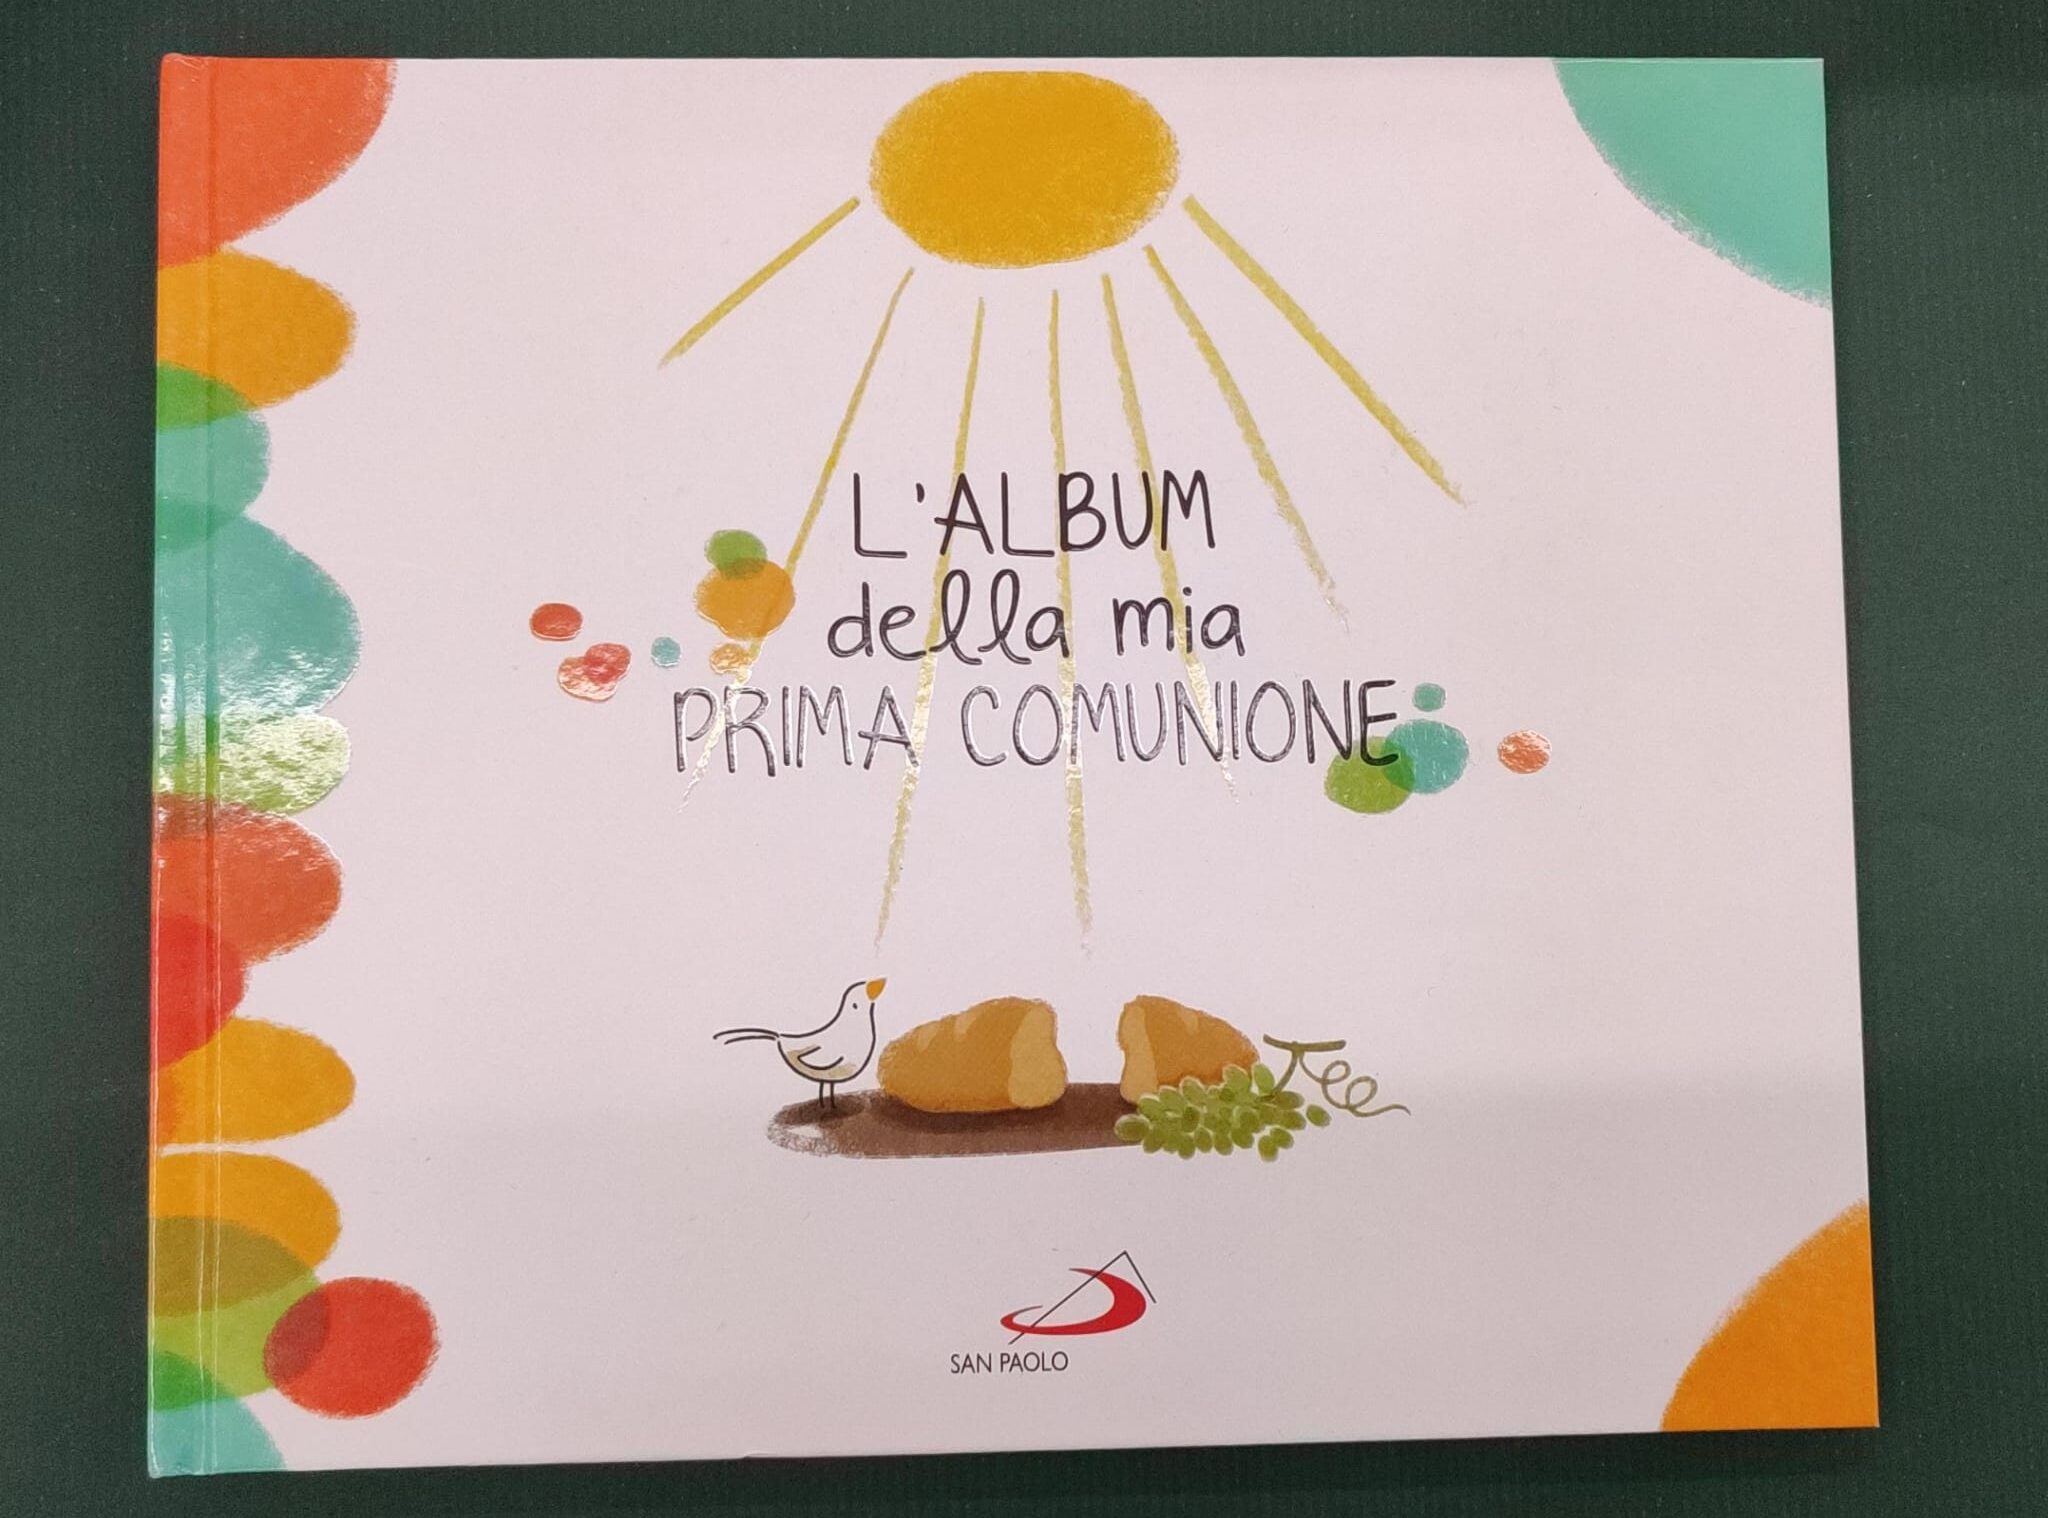 L'ALBUM
della mia
PRIMA COMUNIONE
SAN PAOLO